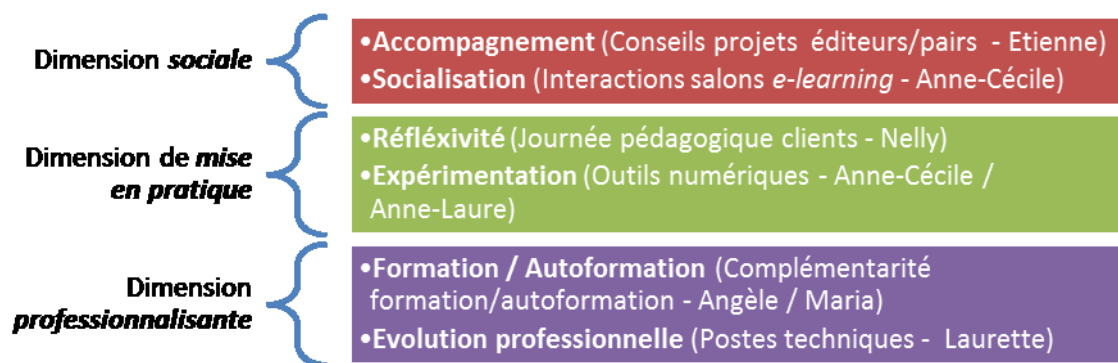 Dimension sociale
•Accompagnement (Conseils projets éditeurs/pairs - Etienne)
•Socialisation (Interactions salons e-learning - Anne-Cécile)
Dimension de mise
en pratique
•Réfléxivité (Journée pédagogique clients - Nelly)
•Expérimentation (Outils numériques - Anne-Cécile /
Anne-Laure)
Dimension
professionnalisante
•Formation / Autoformation (Complémentarité
formation/autoformation - Angèle / Maria)
•Evolution professionnelle (Postes techniques - Laurette)